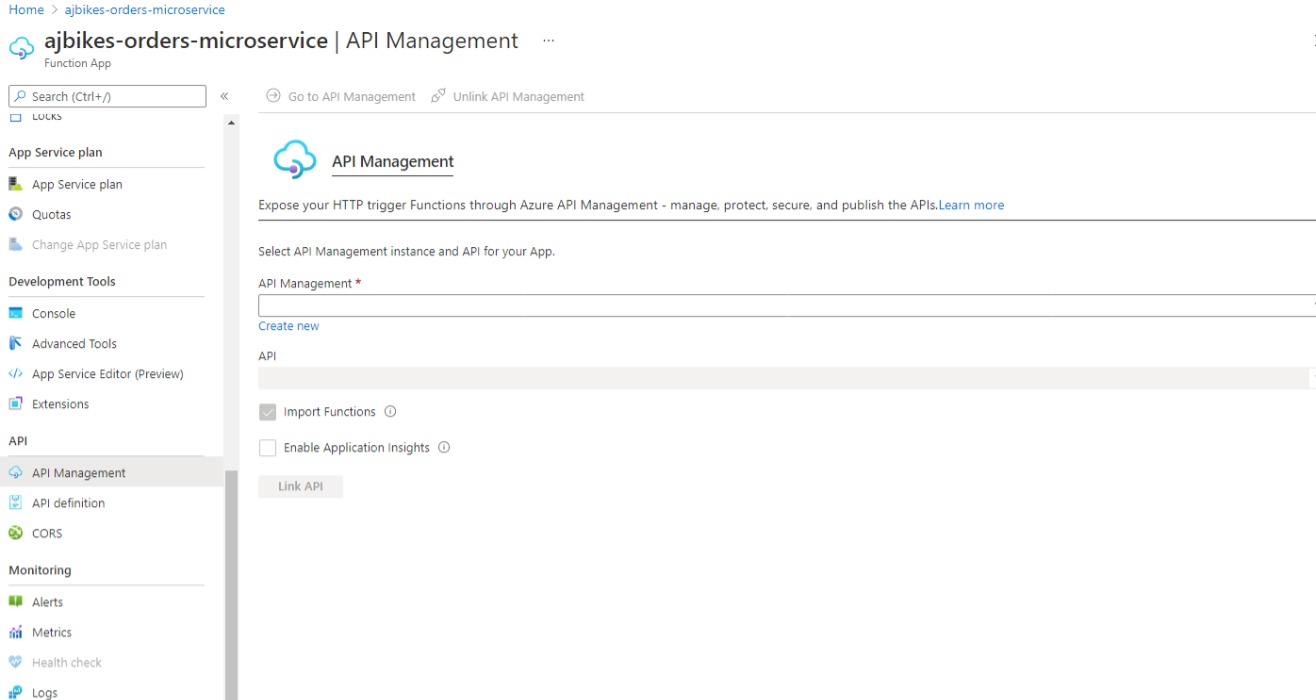 Home > ajbikes-orders-microservice
ajbikes-orders-microservice | API Management ...
Function App
Search (Ctrl+/)
«
Go to API Management
Unlink API Management
Locks
App Service plan
App Service plan
Quotas
Change App Service plan
Development Tools
Console
Advanced Tools
App Service Editor (Preview)
Extensions
API
API Management
API definition
CORS
Monitoring
Alerts
Metrics
Health check
Logs
API Management
Expose your HTTP trigger Functions through Azure API Management - manage, protect, secure, and publish the APIs.Learn more
Select API Management instance and API for your App.
API Management *
Create new
API
Import Functions
Enable Application Insights
Link API